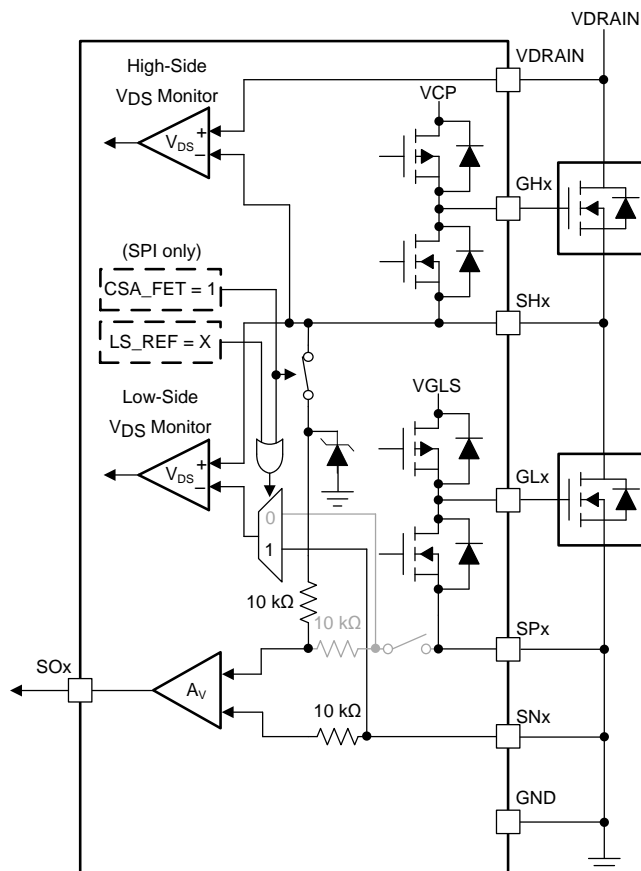 VDRAIN
High-Side
VDS Monitor
VDRAIN
VCP
+
VDS
−
GHx
(SPI only)
CSA_FET = 1
SHx
LS_REF = X
VGLS
Low-Side
VDS Monitor
+
VDS
−
GLx
0
1
10 kΩ
10 kΩ
SPx
SOx
AV
10 kΩ
SNx
GND